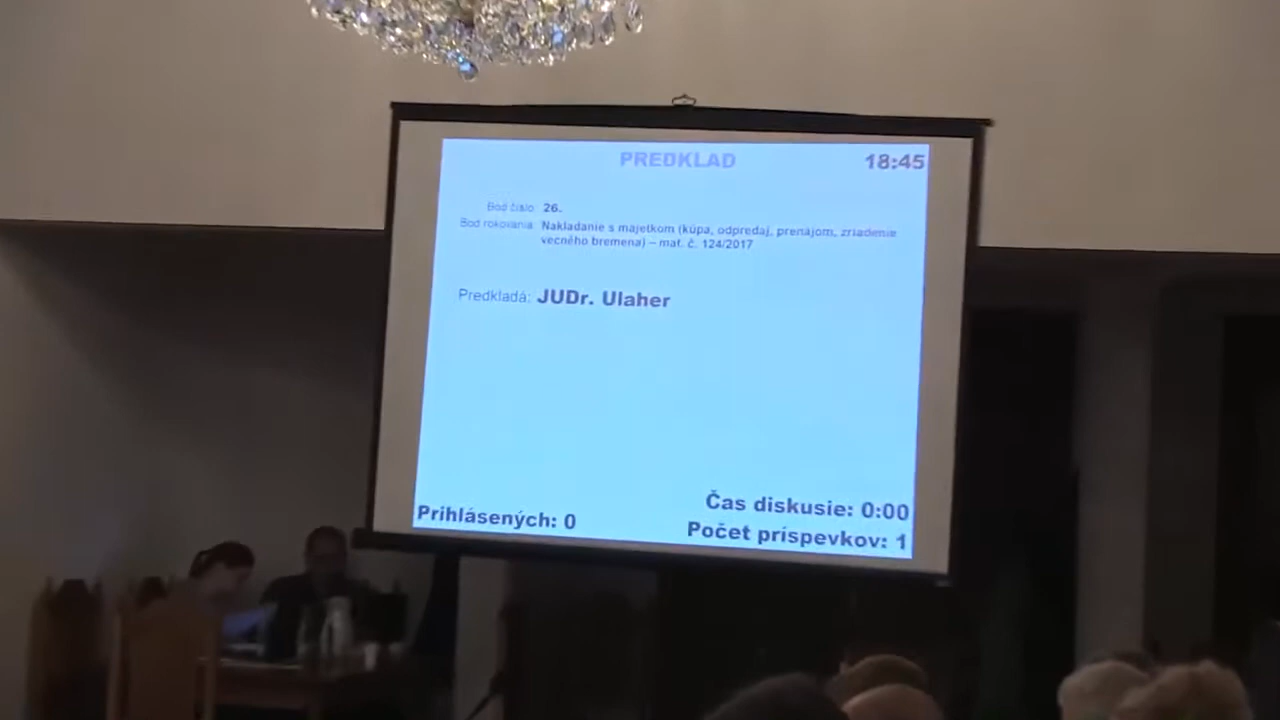 PREDKLAD
18:45
Bod číslo: 26.
Bod rokovania: Nakladanie s majetkom (kúpa, odpredaj, prenájom, zriadenie
vecného bremena) – mat. č. 124/2017
Predkladá: JUDr. Ulaher
Čas diskusie: 0:00
Prihlásených: 0
Počet príspevkov: 1